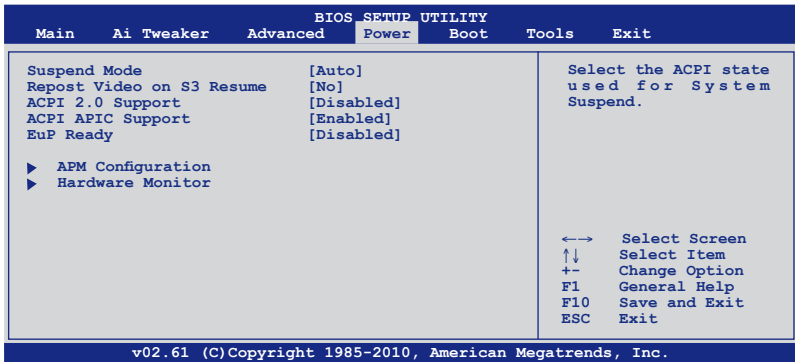 BIOS SETUP UTILITY
Main Ai Tweaker Advanced Power Boot Tools Exit
Suspend Mode [Auto]
Repost Video on S3 Resume [No]
ACPI 2.0 Support [Disabled]
ACPI APIC Support [Enabled]
EuP Ready [Disabled]
▶ APM Configuration
▶ Hardware Monitor
Select the ACPI state
used for System
Suspend.
←→ Select Screen
↑↓ Select Item
+- Change Option
F1 General Help
F10 Save and Exit
ESC Exit
v02.61 (C)Copyright 1985-2010, American Megatrends, Inc.